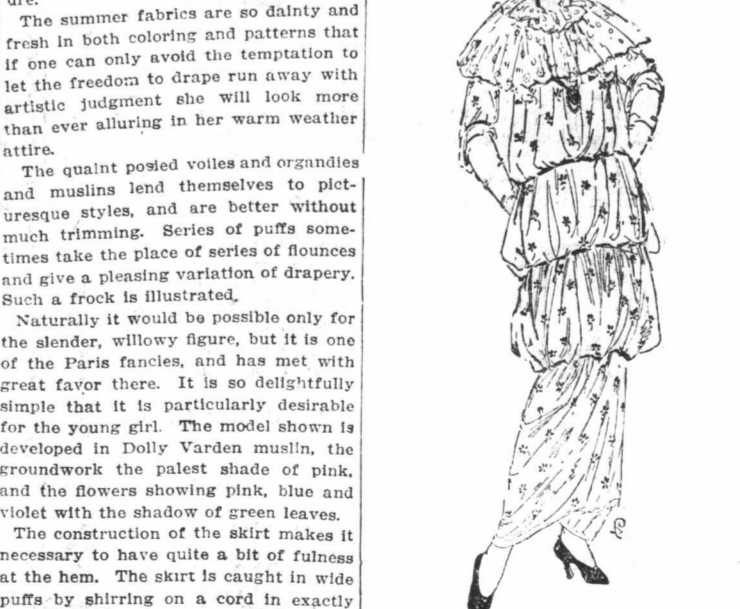 The summer fabrics are so dainty and
fresh in both coloring and patterns that
if one can only avoid the temptation to
let the freedom to drape run away with
artistic judgment she will look more
than ever alluring in her warm weather
attire.
The quaint posied voiles and organdies
and muslins lend themselves to pict-
uresque styles, and are better without
much trimming. Series of puffs some-
times take the place of series of flounces
and give a pleasing variation of drapery.
Such a frock is illustrated.
Naturally it would be possible only for
the slender, willowy figure, but it is one
of the Paris fancies, and has met with
great favor there. It is so delightfully
simple that it is particularly desirable
for the young girl. The model shown is
developed in Dolly Varden muslin, the
groundwork the palest shade of pink,
and the flowers showing pink, blue and
violet with the shadow of green leaves.
The construction of the skirt makes it
necessary to have quite a bit of fulness
at the hem. The skirt is caught in wide
puffs by shirring on a cord in exactly